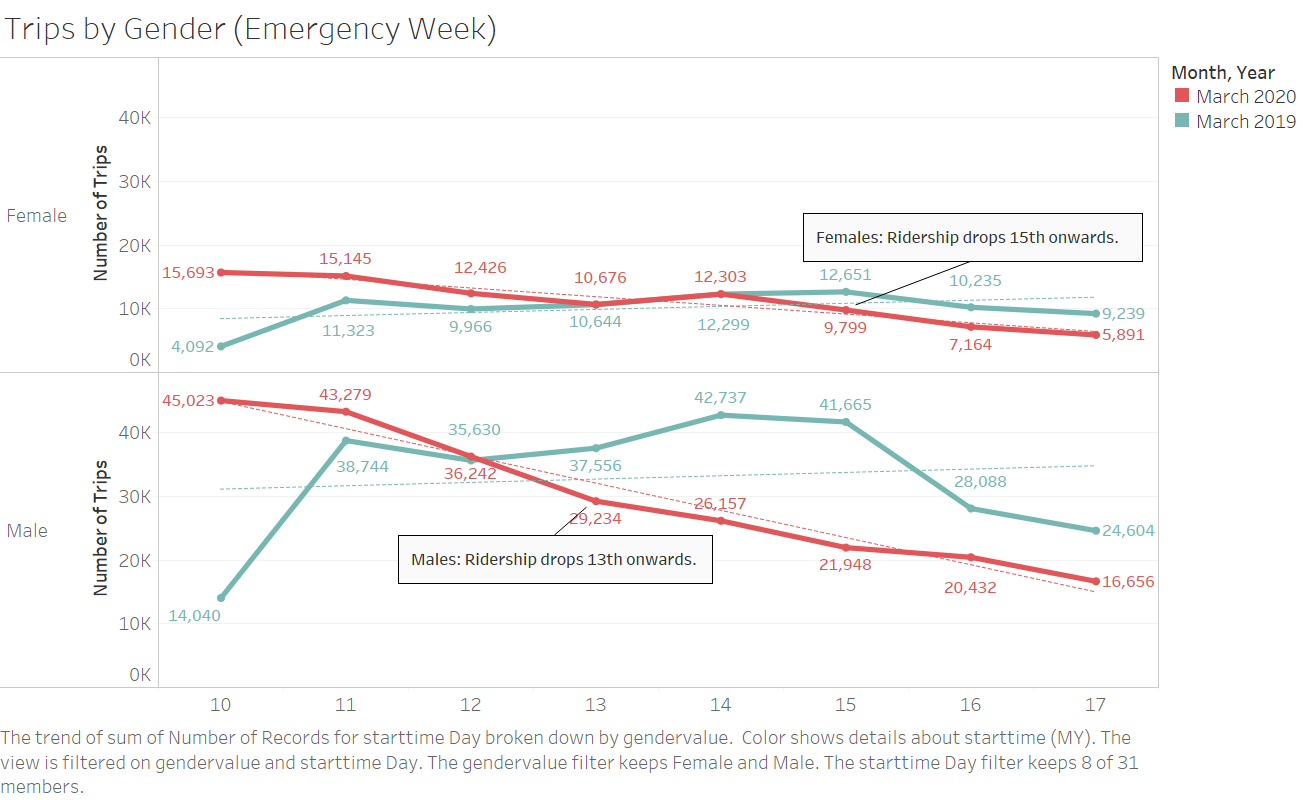 Trips by Gender (Emergency Week)
Month, Year
March 2020
March 2019
Female
Number of Trips
40K
30K
20K
10K
0K
15,693
15,145
12,426
10,676
12,303
9,799
7,164
5,891
4,092
11,323
9,966
10,644
12,299
12,651
10,235
9,239
Females: Ridership drops 15th onwards.
Male
Number of Trips
40K
30K
20K
10K
0K
45,023
43,279
36,242
29,234
26,157
21,948
20,432
16,656
14,040
38,744
35,630
37,556
42,737
41,665
28,088
24,604
Males: Ridership drops 13th onwards.
10 11 12 13 14 15 16 17
The trend of sum of Number of Records for starttime Day broken down by gendervalue.  Color shows details about starttime (MY). The
view is filtered on gendervalue and starttime Day. The gendervalue filter keeps Female and Male. The starttime Day filter keeps 8 of 31
members.